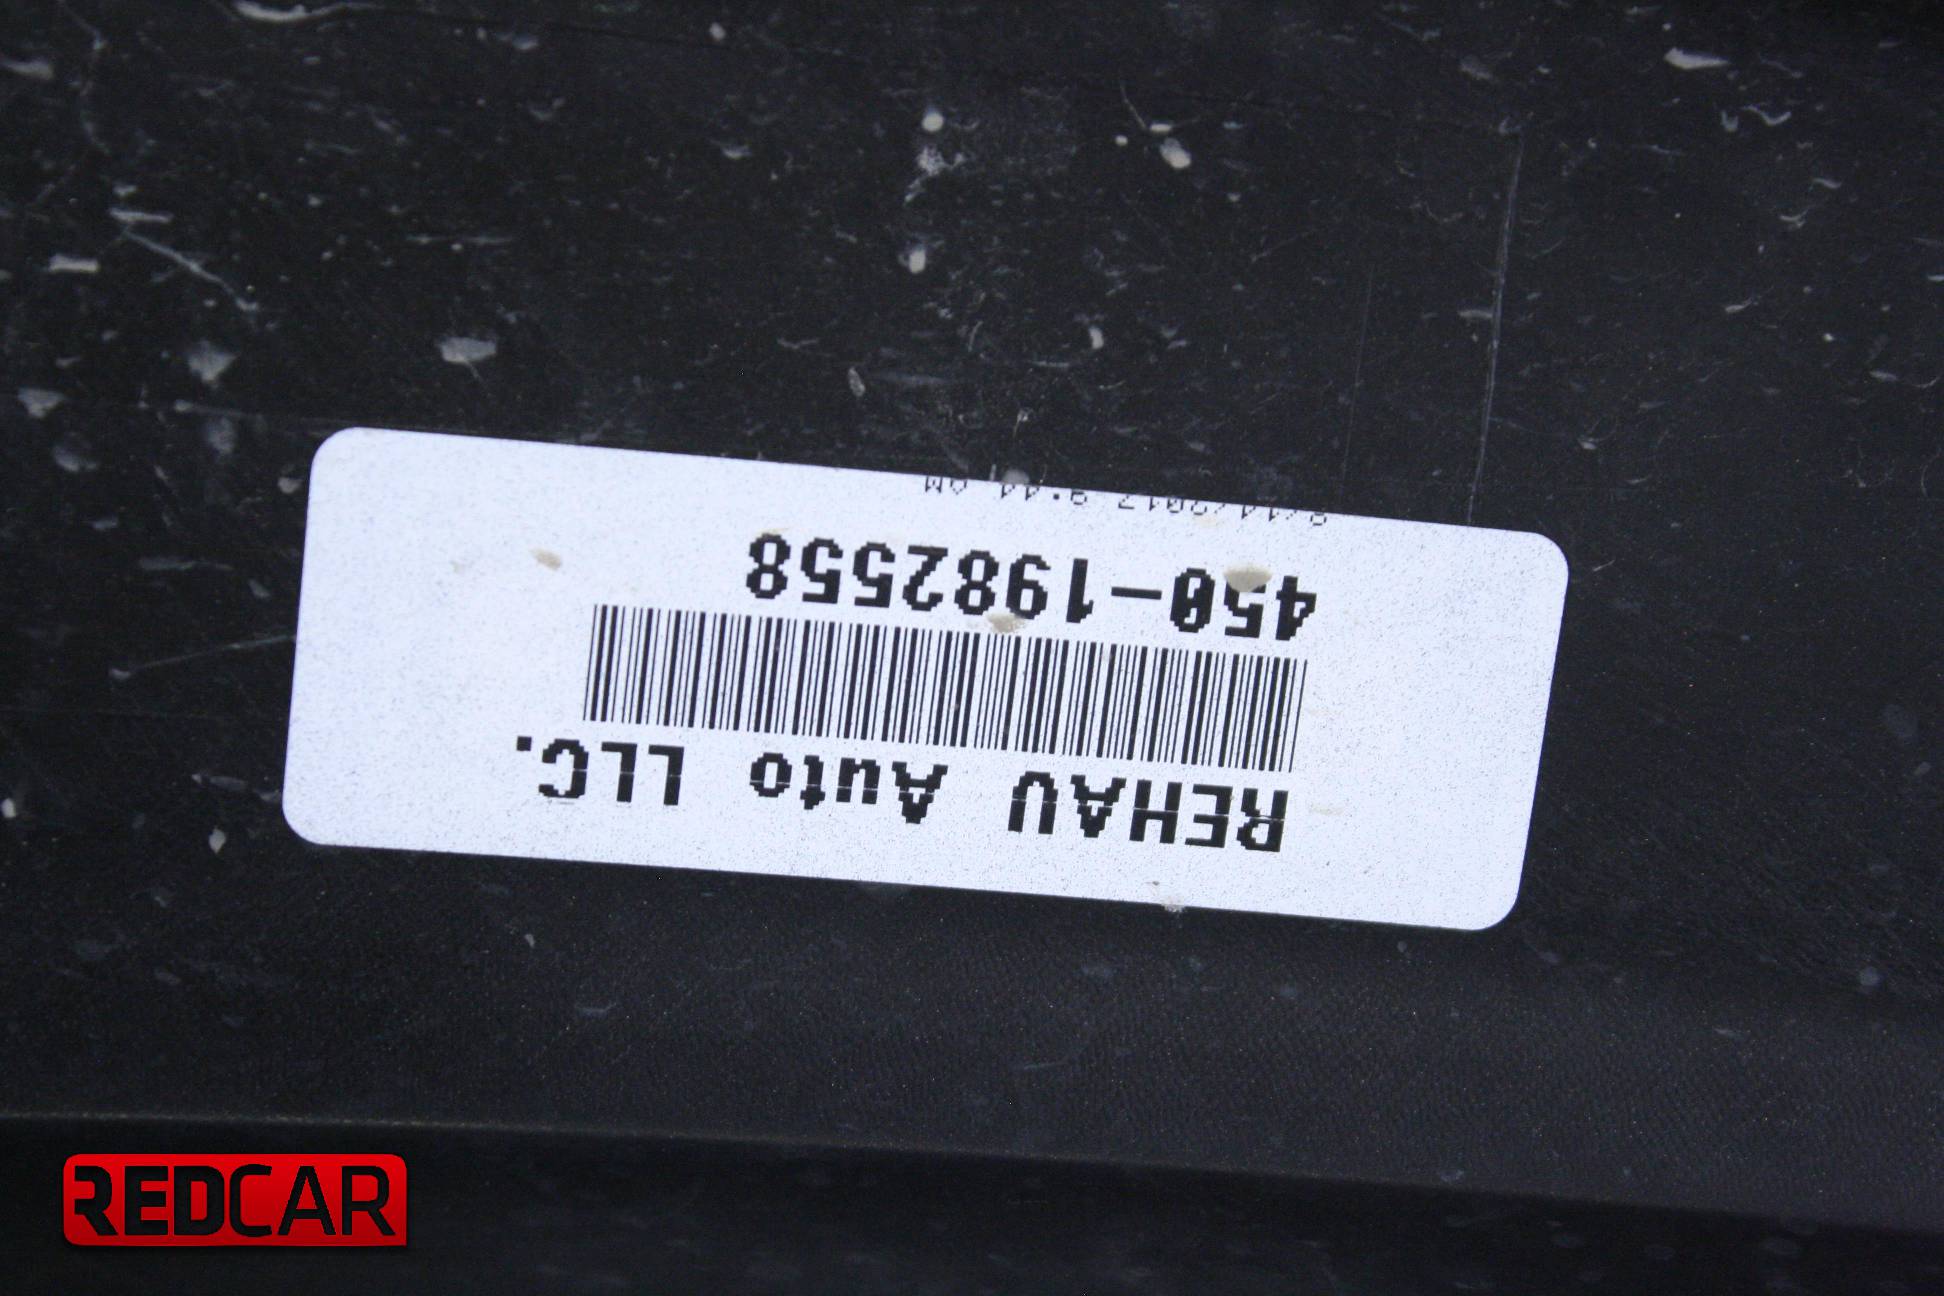 REHAU Auto LLC.
450-1982558
REDCAR